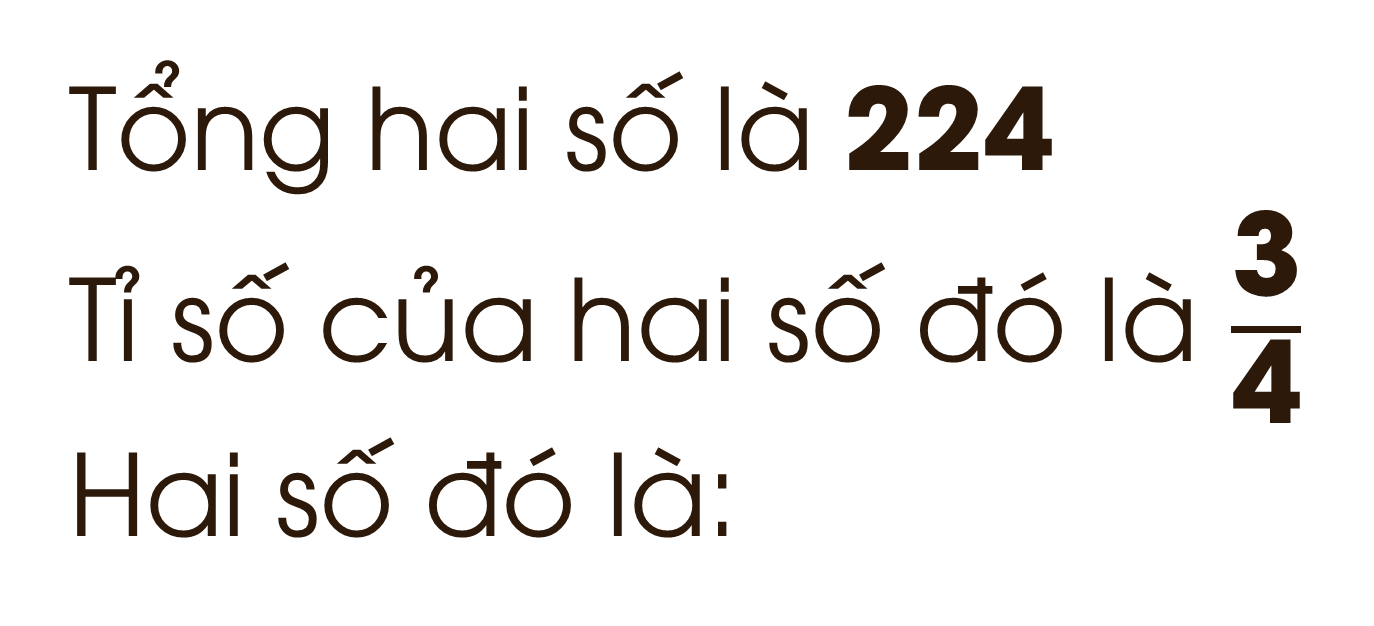 Tổng hai số là 224
Tỉ số của hai số đó là 3/4
Hai số đó là: